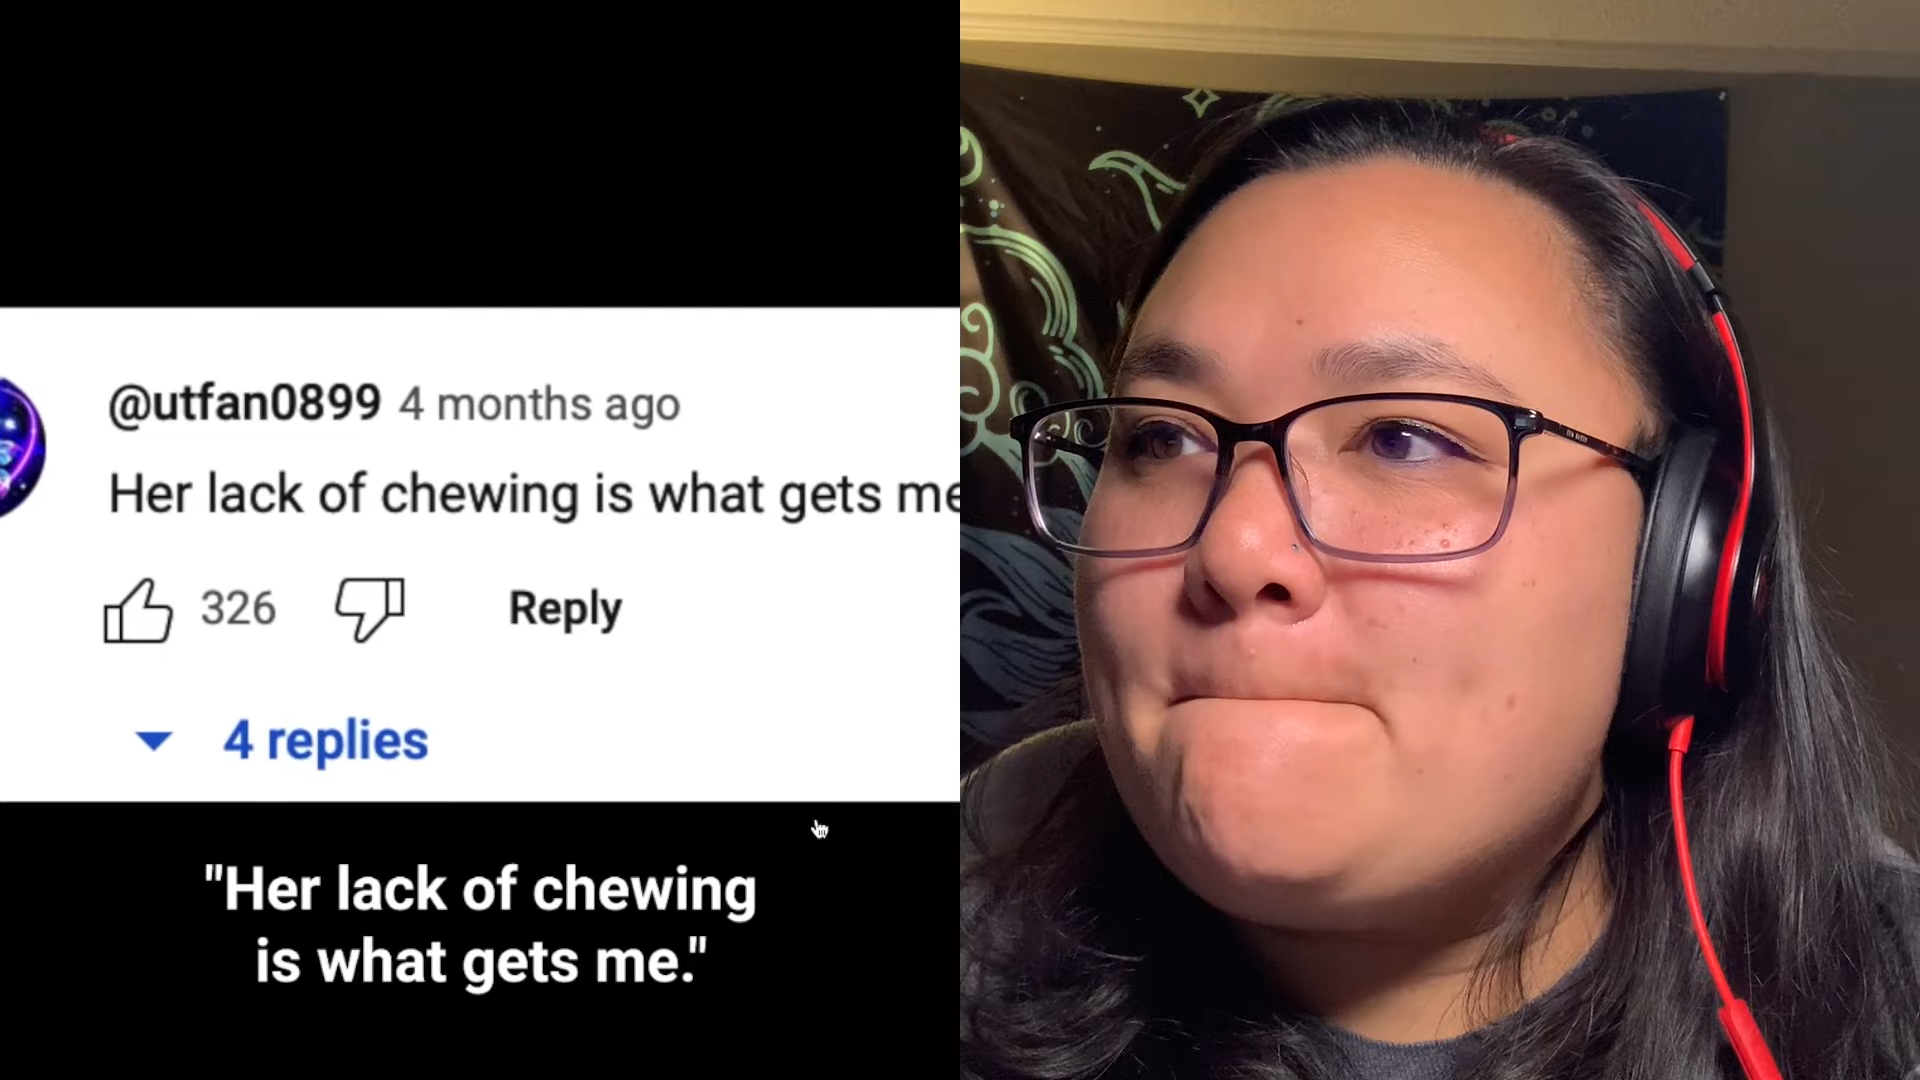 @utfan0899 4 months ago
Her lack of chewing is what gets me
326 Reply
4 replies
"Her lack of chewing
is what gets me."